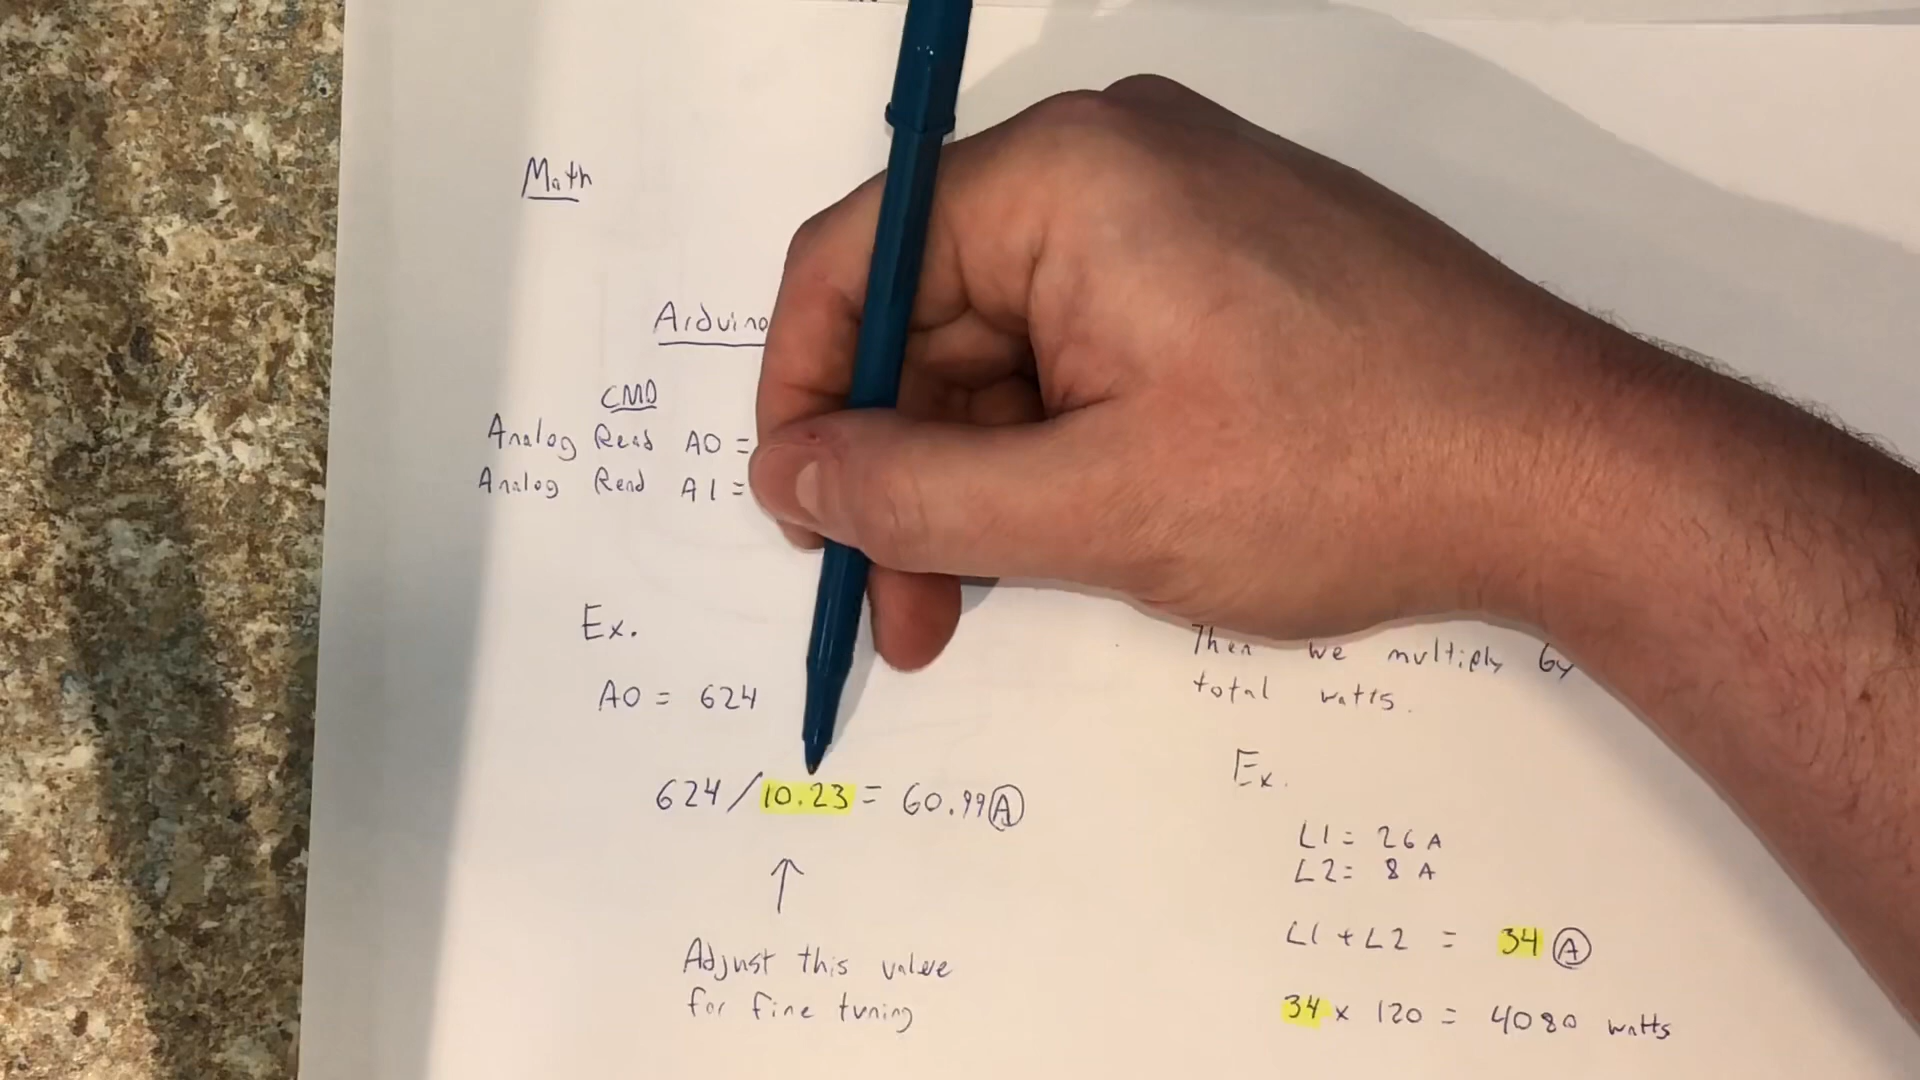 Math
Arduino
CMD
Analog Read A0 =
Analog Read A1 =
Ex.
A0 = 624
624 / 10.23 = 60.99 A
↑
Adjust this value
for fine tuning
Then we multiply by
total watts.
Ex.
L1 = 26 A
L2 = 8 A
L1 + L2 = 34 A
34 x 120 = 4080 watts